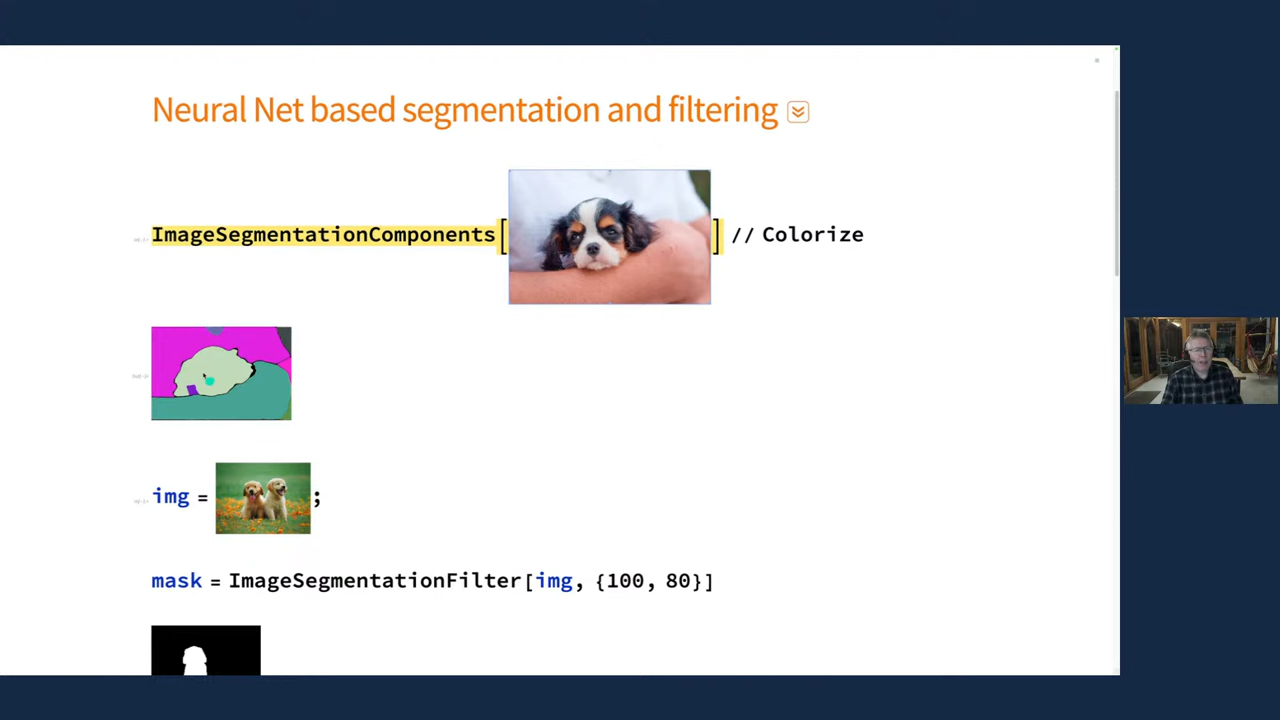 Neural Net based segmentation and filtering
ImageSegmentationComponents[ ] // Colorize
img = ;
mask = ImageSegmentationFilter[img, {100, 80}]